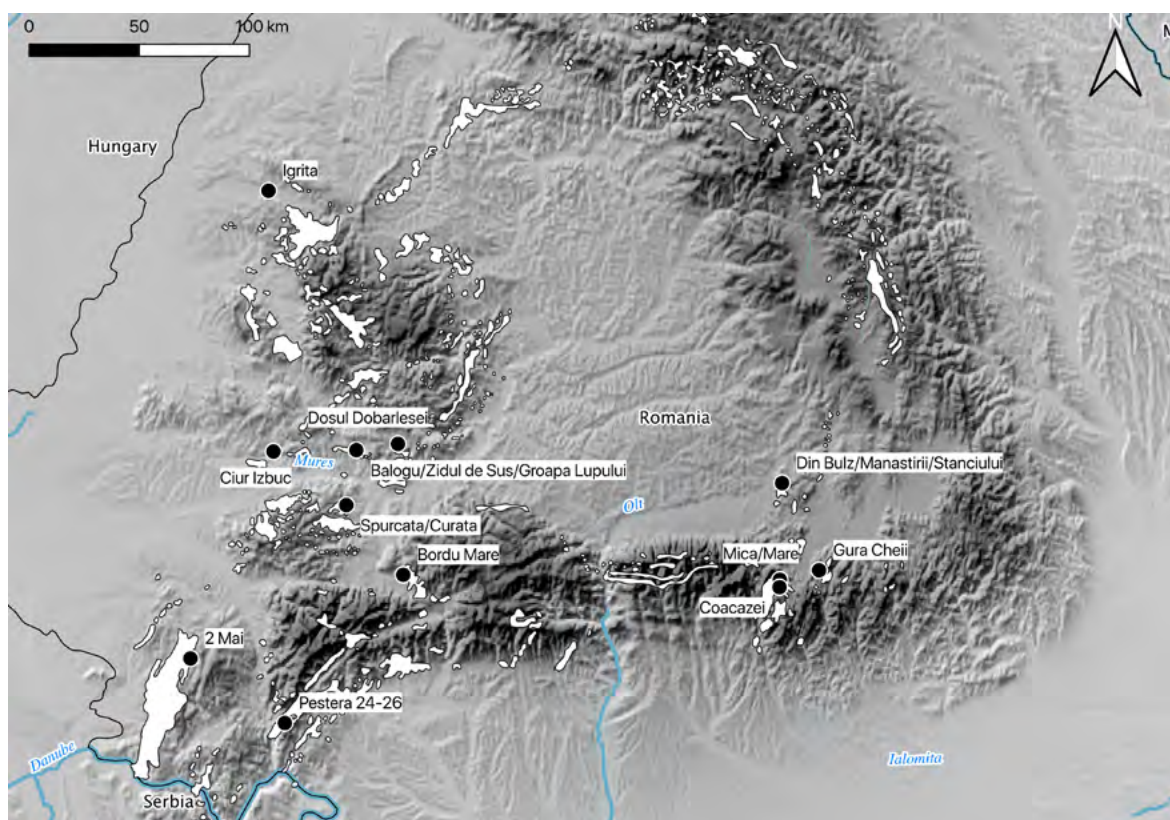 0 50 100 km
N
M
Hungary
Igrita
Dosul Dobarlesei
Romania
Mures
Ciur Izbuc
Balogu/Zidul de Sus/Groapa Lupului
Din Bulz/Manastirii/Stanciului
Olt
Spurcata/Curata
Bordu Mare
Mica/Mare
Gura Cheii
Coacazei
2 Mai
Pestera 24-26
Danube
Ialomita
Serbia